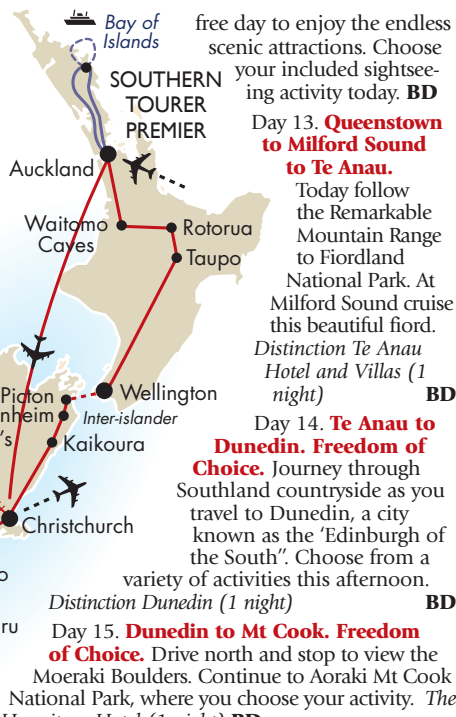 Bay of
Islands
SOUTHERN
TOURER
PREMIER
Auckland
Waitomo
Caves
Rotorua
Taupo
Wellington
Inter-islander
Picton
nheim
's
Kaikoura
Christchurch
o
ru
free day to enjoy the endless
scenic attractions. Choose
your included sightsee-
ing activity today. BD
Day 13. Queenstown
to Milford Sound
to Te Anau.
Today follow
the Remarkable
Mountain Range
to Fiordland
National Park. At
Milford Sound cruise
this beautiful fiord.
Distinction Te Anau
Hotel and Villas (1
night) BD
Day 14. Te Anau to
Dunedin. Freedom of
Choice. Journey through
Southland countryside as you
travel to Dunedin, a city
known as the ‘Edinburgh of
the South”. Choose from a
variety of activities this afternoon.
Distinction Dunedin (1 night) BD
Day 15. Dunedin to Mt Cook. Freedom
of Choice. Drive north and stop to view the
Moeraki Boulders. Continue to Aoraki Mt Cook
National Park, where you choose your activity. The
Hotel (1 night) BD